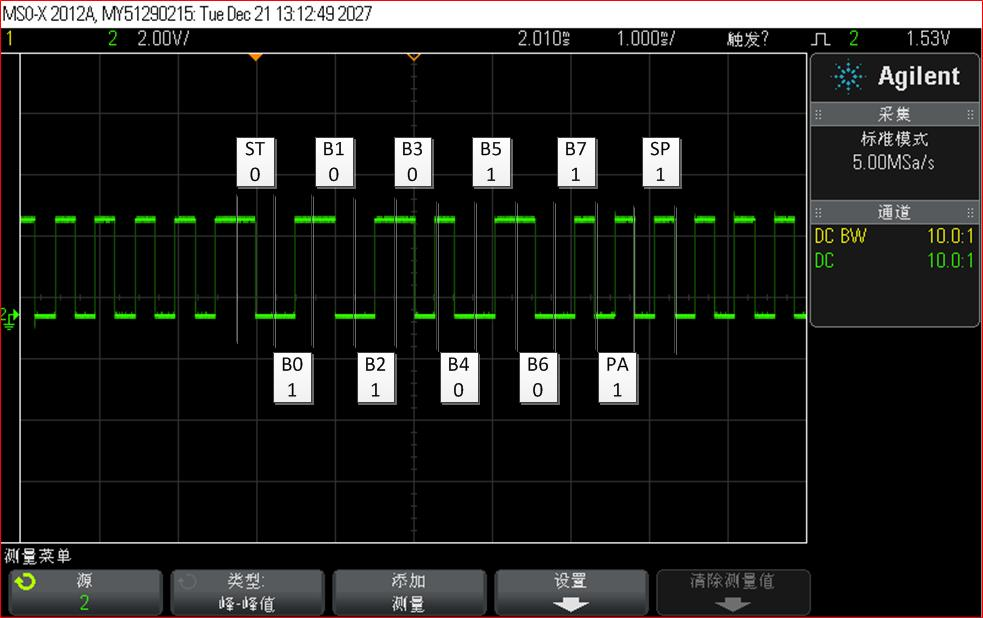 MSO-X 2012A, MY51290215: Tue Dec 21 13:12:49 2027
1 2 2.00V/ 2.010ms 1.000ms/ 触发? 2 1.53V
Agilent
采集
标准模式
5.00MSa/s
通道
DC BW 10.0:1
DC 10.0:1
ST B1 B3 B5 B7 SP
0 0 0 1 1 1
2
B0 B2 B4 B6 PA
1 1 0 0 1
测量菜单
源 类型: 添加 设置 清除测量值
2 峰-峰值 测量